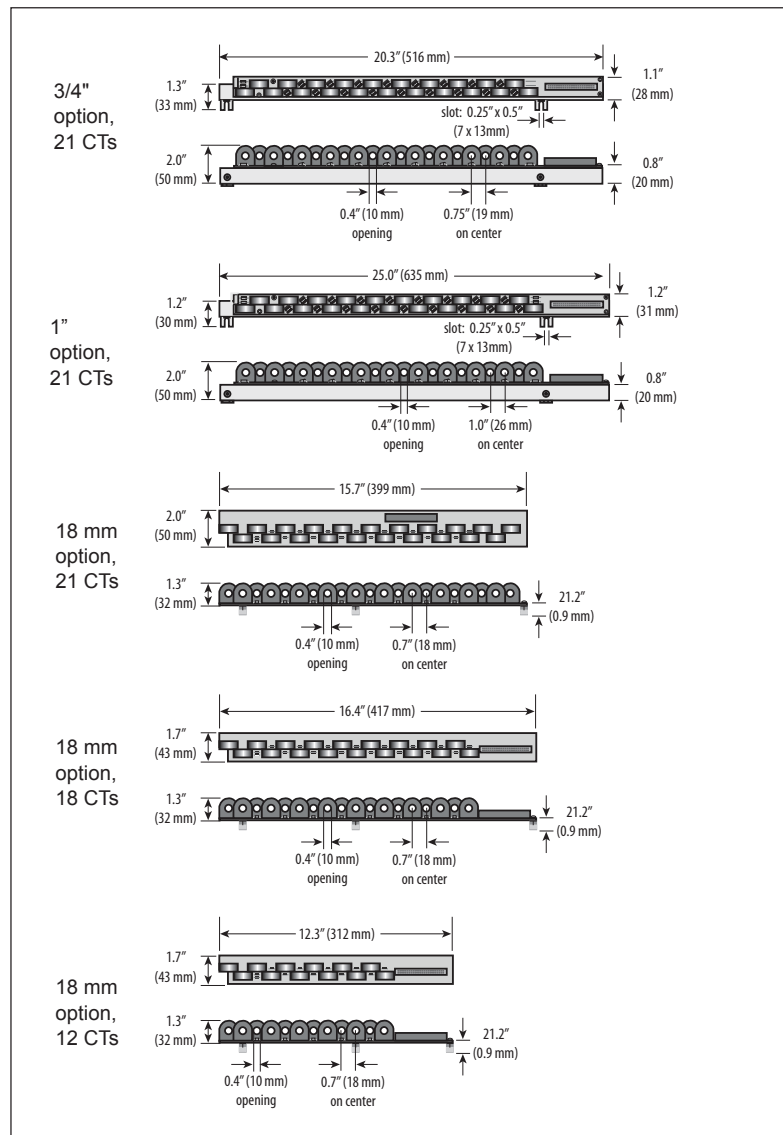 3/4"
option,
21 CTs
20.3" (516 mm)
1.3"
(33 mm)
1.1"
(28 mm)
slot: 0.25" x 0.5"
(7 x 13mm)
2.0"
(50 mm)
0.8"
(20 mm)
0.4" (10 mm)
opening
0.75" (19 mm)
on center
1"
option,
21 CTs
25.0" (635 mm)
1.2"
(30 mm)
1.2"
(31 mm)
slot: 0.25" x 0.5"
(7 x 13mm)
2.0"
(50 mm)
0.8"
(20 mm)
0.4" (10 mm)
opening
1.0" (26 mm)
on center
18 mm
option,
21 CTs
15.7" (399 mm)
2.0"
(50 mm)
1.3"
(32 mm)
21.2"
(0.9 mm)
0.4" (10 mm)
opening
0.7" (18 mm)
on center
18 mm
option,
18 CTs
16.4" (417 mm)
1.7"
(43 mm)
1.3"
(32 mm)
21.2"
(0.9 mm)
0.4" (10 mm)
opening
0.7" (18 mm)
on center
18 mm
option,
12 CTs
12.3" (312 mm)
1.7"
(43 mm)
1.3"
(32 mm)
21.2"
(0.9 mm)
0.4" (10 mm)
opening
0.7" (18 mm)
on center